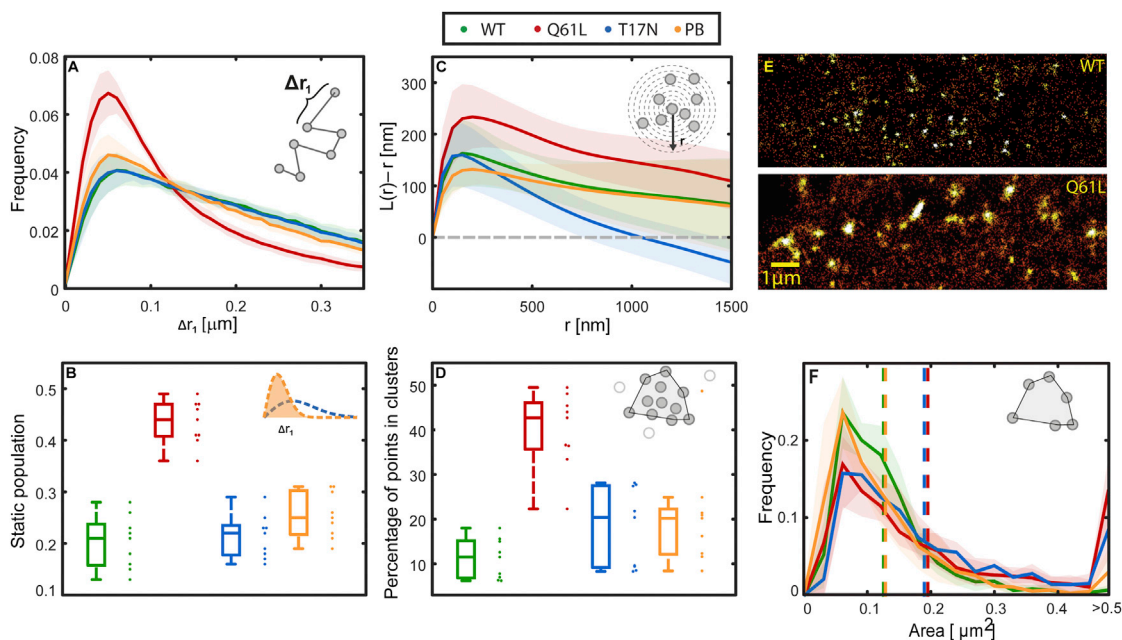 WT Q61L T17N PB
A
Frequency
0.08
0.06
0.04
0.02
0
0 0.1 0.2 0.3
Δr₁ [µm]
Δr₁
C
L(r)− r [nm]
300
200
100
0
0 500 1000 1500
r [nm]
r
E
WT
Q61L
1µm
B
Static population
0.5
0.4
0.3
0.2
0.1
Δr₁
D
Percentage of points in clusters
50
40
30
20
10
F
Frequency
0.2
0.1
0
0 0.1 0.2 0.3 0.4 >0.5
Area [ µm²]